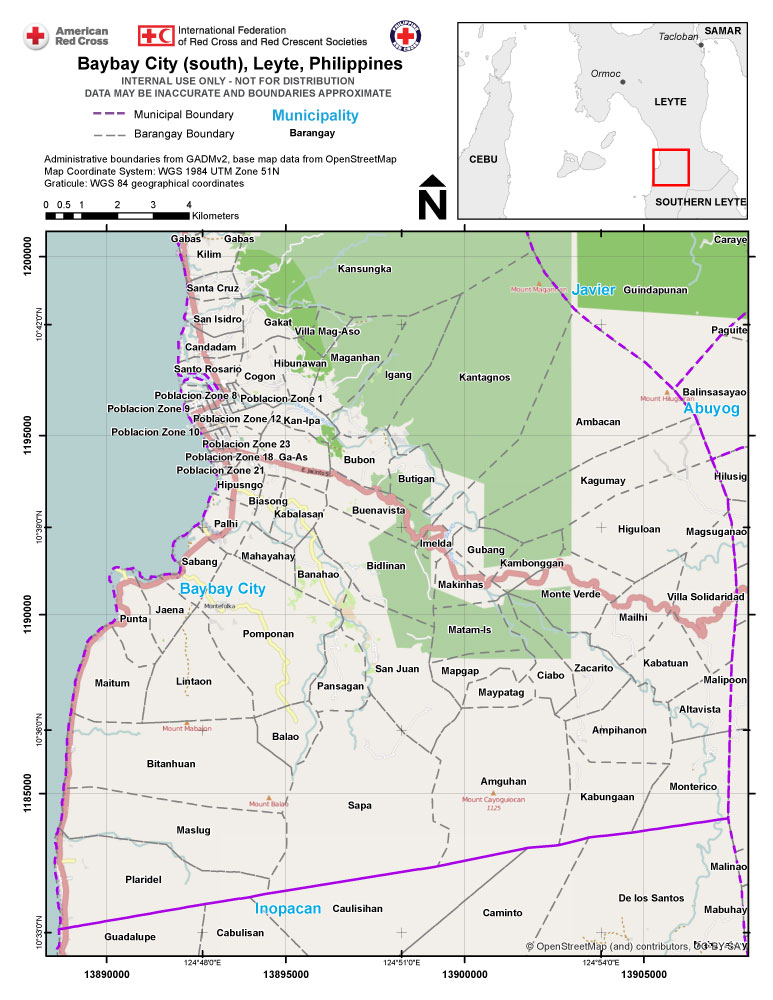 American
Red Cross
International Federation
of Red Cross and Red Crescent Societies
PHILIPPINE
RED CROSS
Baybay City (south), Leyte, Philippines
INTERNAL USE ONLY - NOT FOR DISTRIBUTION
DATA MAY BE INACCURATE AND BOUNDARIES APPROXIMATE
Municipal Boundary
Municipality
Barangay Boundary
Barangay
Administrative boundaries from GADMv2, base map data from OpenStreetMap
Map Coordinate System: WGS 1984 UTM Zone 51N
Graticule: WGS 84 geographical coordinates
0 0.5 1 2 3 4
Kilometers
N
SAMAR
Tacloban
Ormoc
LEYTE
CEBU
SOUTHERN LEYTE
Gabas Gabas
Caraye
Kilim
Kansungka
1200000
Santa Cruz
Mount Magantan
Javier
Guindapunan
San Isidro
Gakat
10°42'0"N
Villa Mag-Aso
Paguite
Candadam
Maganhan
Hibunawan
Santo Rosario
Cogon
Igang
Kantagnos
Balinsasayao
Poblacion Zone 8
Poblacion Zone 1
Poblacion Zone 9
Abuyog
Poblacion Zone 12
Kan-Ipa
Ambacan
Poblacion Zone 10
1195000
Poblacion Zone 23
Poblacion Zone 18
Ga-As
Bubon
Poblacion Zone 21
Butigan
Hilusig
Hipusngo
Kagumay
Biasong
Buenavista
Kabalasan
Palhi
Higuloan
Magsuganao
Imelda
Gubang
Mahayahay
Sabang
Bidlinan
Kambonggan
Banahao
Makinhas
Baybay City
Monte Verde
Villa Solidaridad
Jaena
Montefolka
1190000
Punta
Mailhi
Pomponan
Matam-Is
Kabatuan
San Juan
Mapgap
Zacarito
Ciabo
Malipoon
Maitum
Lintaon
Pansagan
Maypatag
Altavista
Mount Mabalon
10°36'0"N
Balao
Ampihanon
Bitanhuan
Amguhan
Monterico
1185000
Mount Balao
Sapa
Mount Cayoguiocan
1125
Kabungaan
Maslug
Malinao
Plaridel
De los Santos
Inopacan
Caulisihan
Caminto
Mabuhay
Cabulisan
Guadalupe
10°33'0"N
© OpenStreetMap (and) contributors, CC-BY-SA
124°48'0"E 124°51'0"E 124°54'0"E
13890000 13895000 13900000 13905000